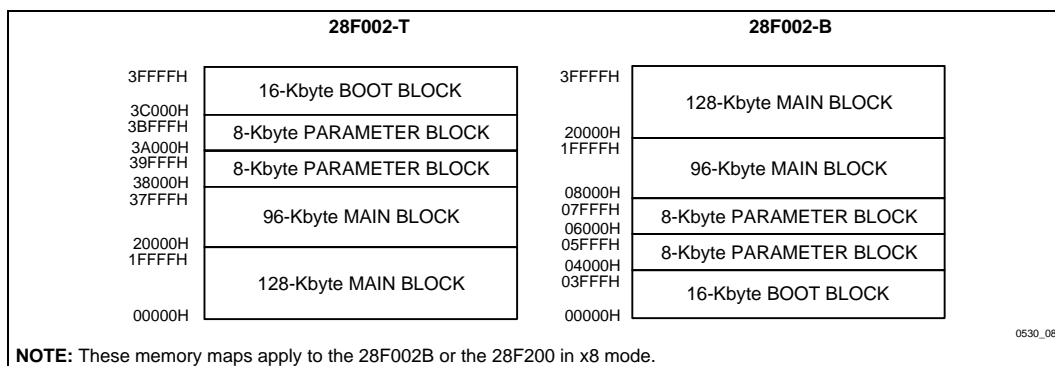 28F002-T
3FFFFH
16-Kbyte BOOT BLOCK
3C000H
3BFFFH
8-Kbyte PARAMETER BLOCK
3A000H
39FFFH
8-Kbyte PARAMETER BLOCK
38000H
37FFFH
96-Kbyte MAIN BLOCK
20000H
1FFFFH
128-Kbyte MAIN BLOCK
00000H
28F002-B
3FFFFH
128-Kbyte MAIN BLOCK
20000H
1FFFFH
96-Kbyte MAIN BLOCK
08000H
07FFFH
8-Kbyte PARAMETER BLOCK
06000H
05FFFH
8-Kbyte PARAMETER BLOCK
04000H
03FFFH
16-Kbyte BOOT BLOCK
00000H
0530_08
NOTE: These memory maps apply to the 28F002B or the 28F200 in x8 mode.